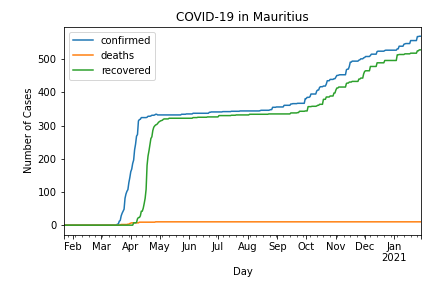 COVID-19 in Mauritius
confirmed
deaths
recovered
500
400
300
200
100
0
Number of Cases
Feb Mar Apr May Jun Jul Aug Sep Oct Nov Dec Jan
2021
Day